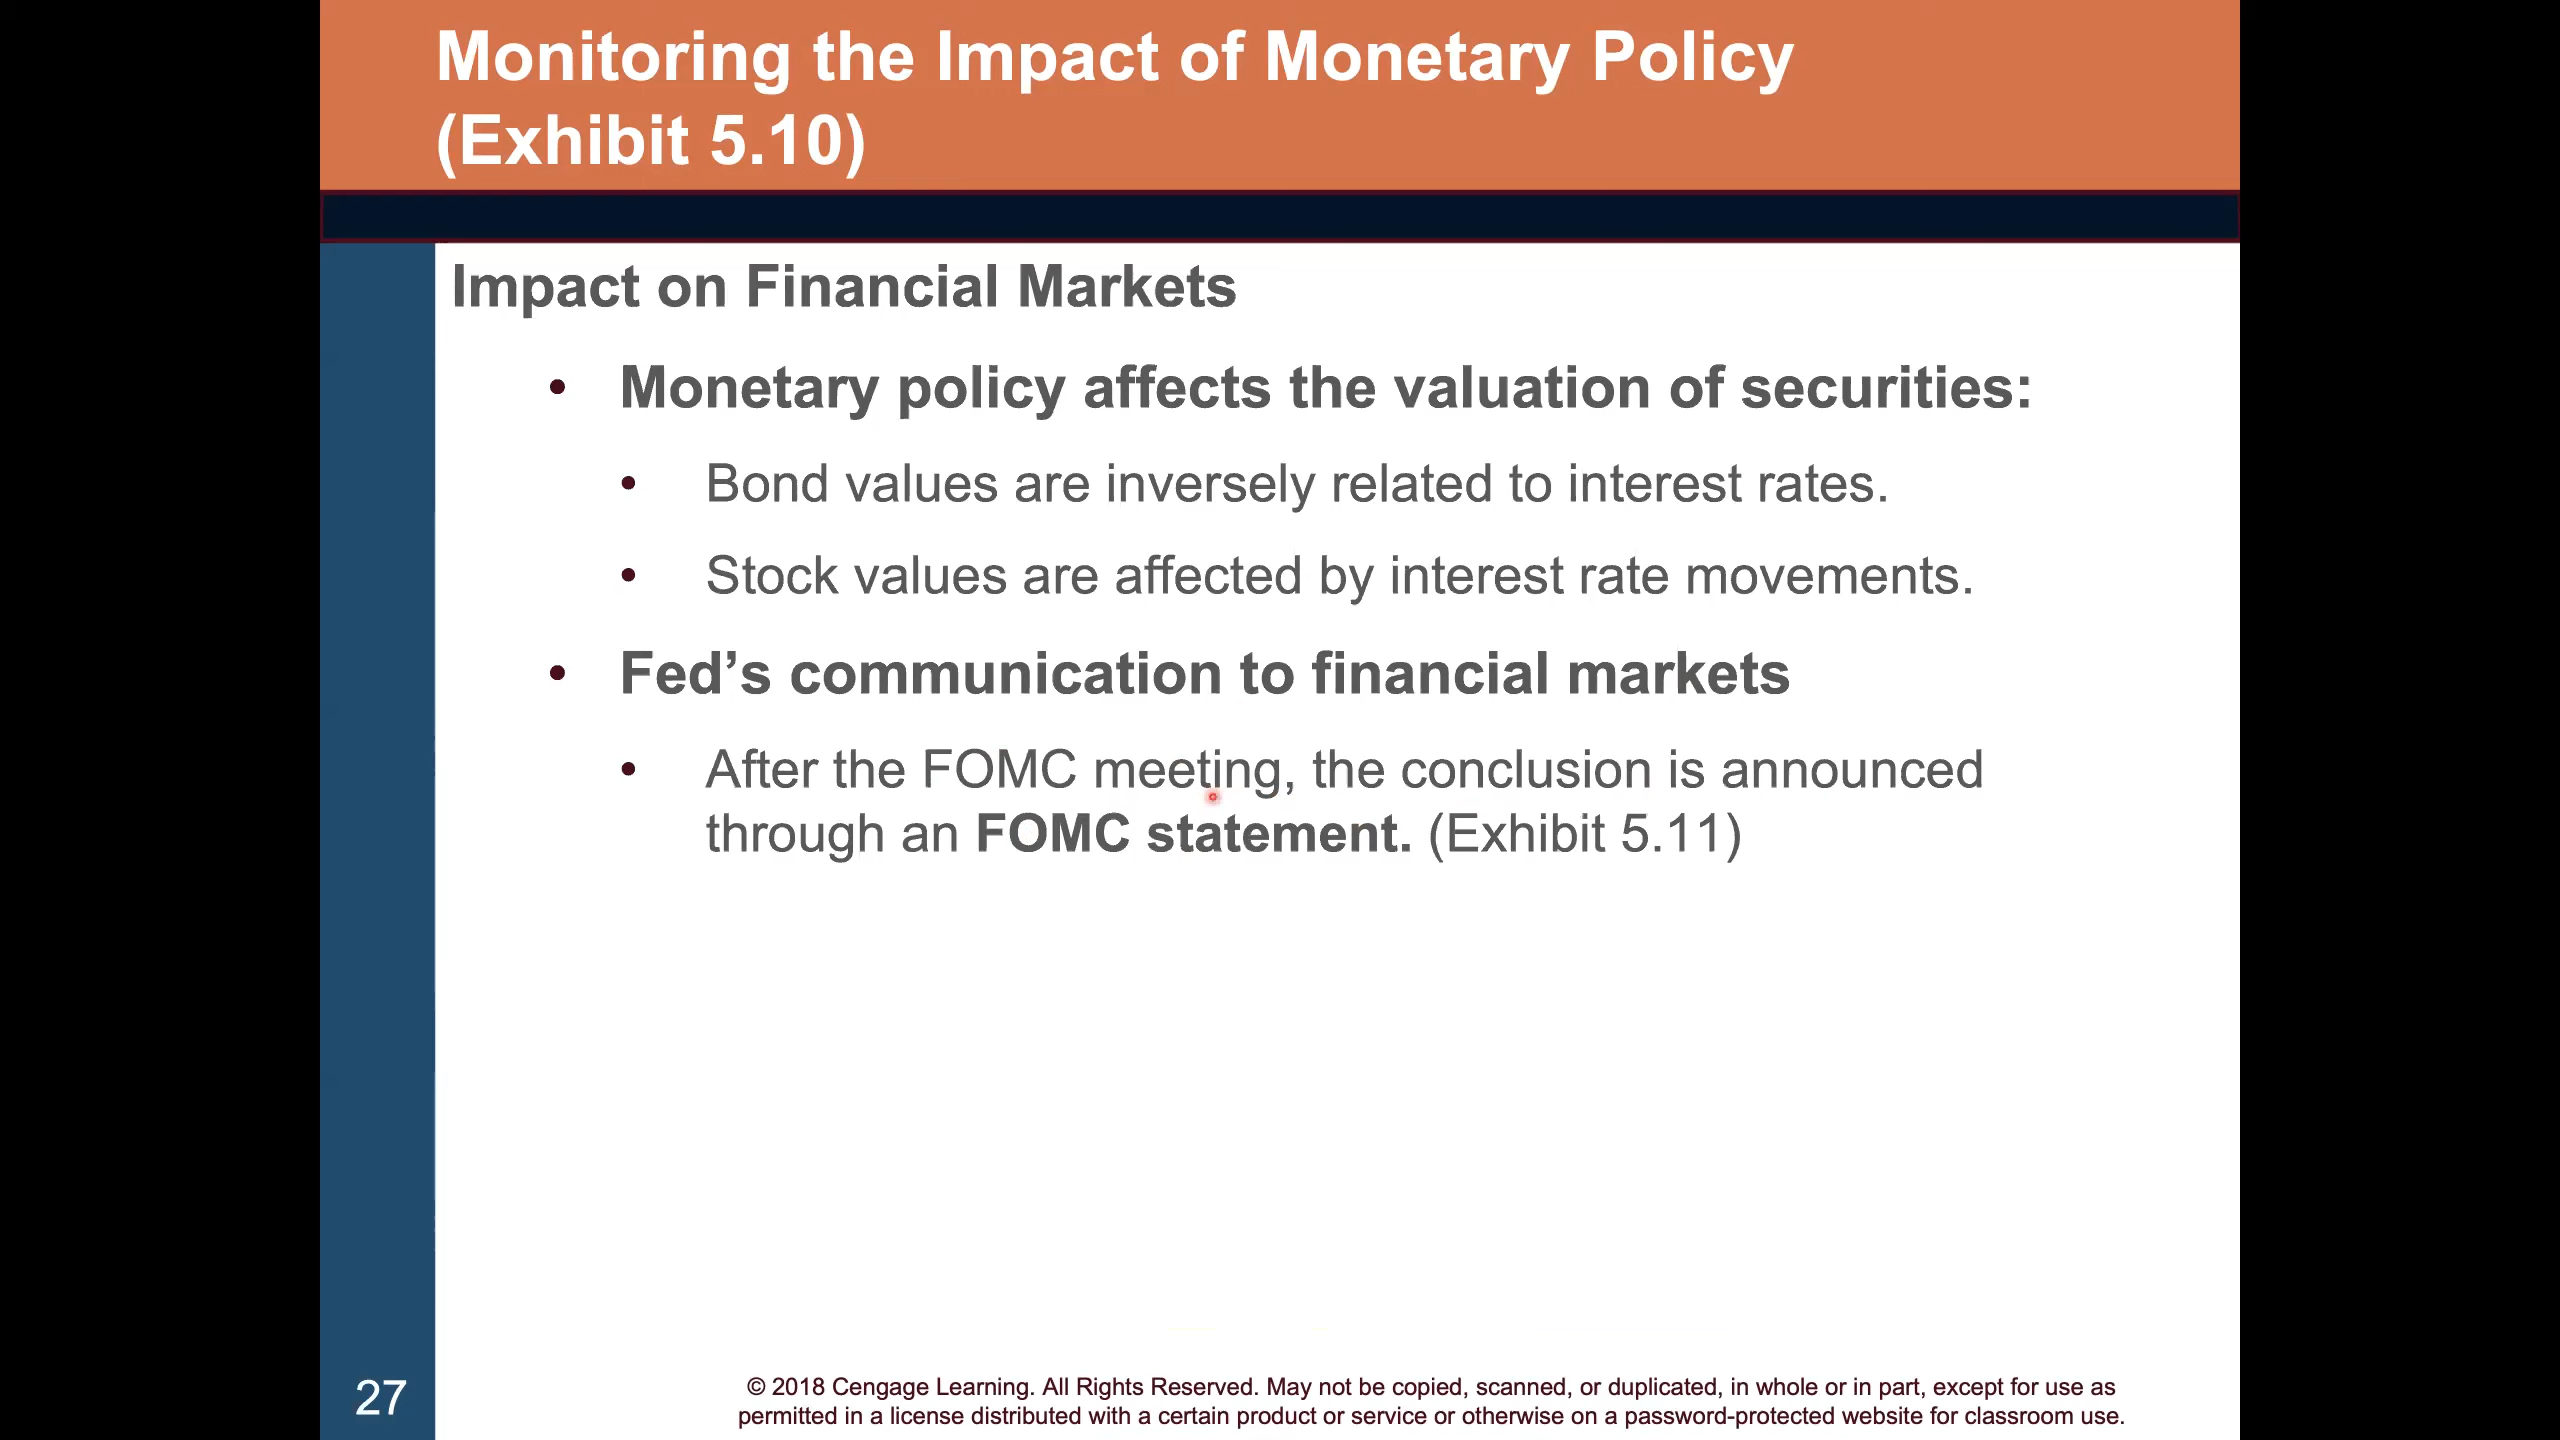 Monitoring the Impact of Monetary Policy
(Exhibit 5.10)
Impact on Financial Markets
• Monetary policy affects the valuation of securities:
• Bond values are inversely related to interest rates.
• Stock values are affected by interest rate movements.
• Fed’s communication to financial markets
• After the FOMC meeting, the conclusion is announced
through an FOMC statement. (Exhibit 5.11)
27
© 2018 Cengage Learning. All Rights Reserved. May not be copied, scanned, or duplicated, in whole or in part, except for use as
permitted in a license distributed with a certain product or service or otherwise on a password-protected website for classroom use.